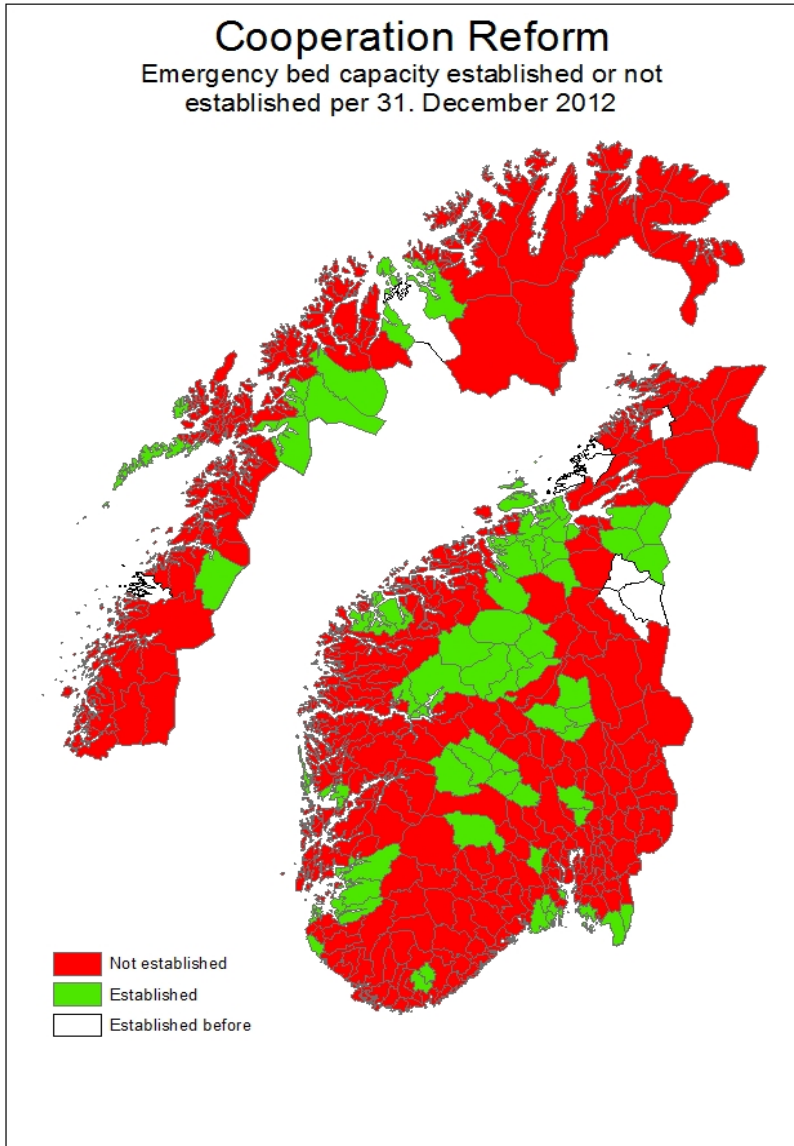 Cooperation Reform
Emergency bed capacity established or not
established per 31. December 2012
Not established
Established
Established before